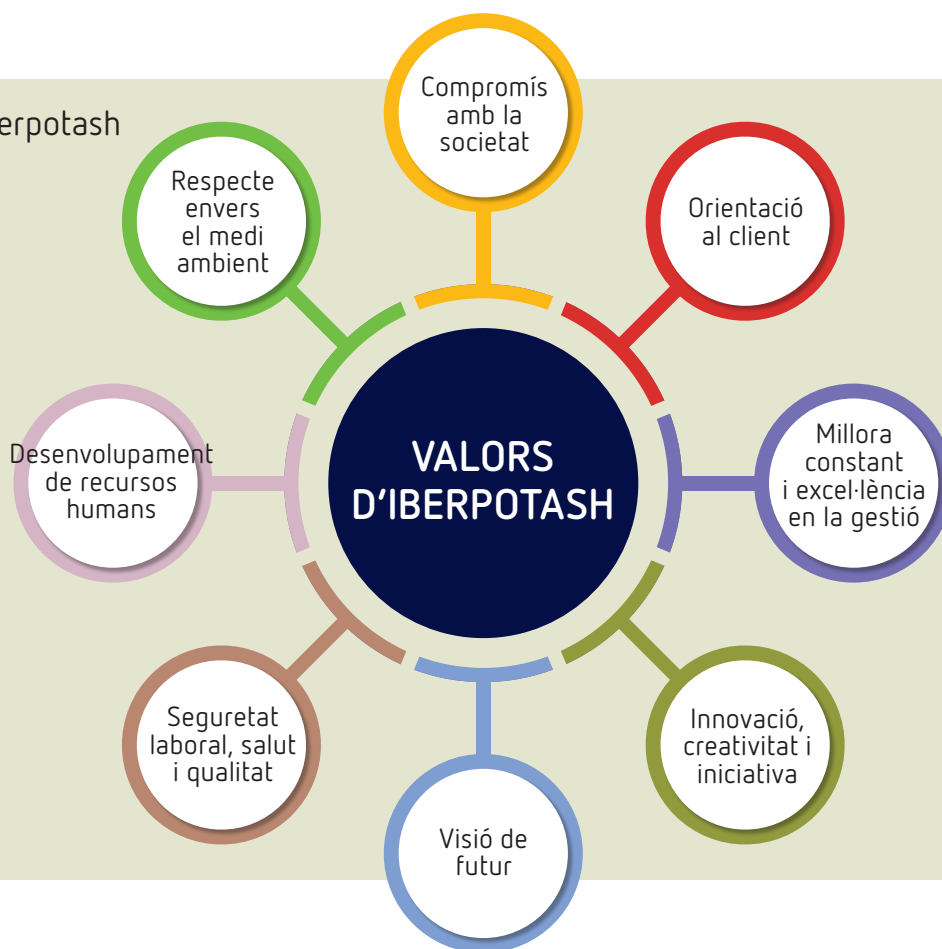 erpotash
Compromís
amb la
societat
Orientació
al client
Millora
constant
i excel·lència
en la gestió
Innovació,
creativitat i
iniciativa
Visió de
futur
Seguretat
laboral, salut
i qualitat
Desenvolupament
de recursos
humans
Respecte
envers
el medi
ambient
VALORS
D'IBERPOTASH